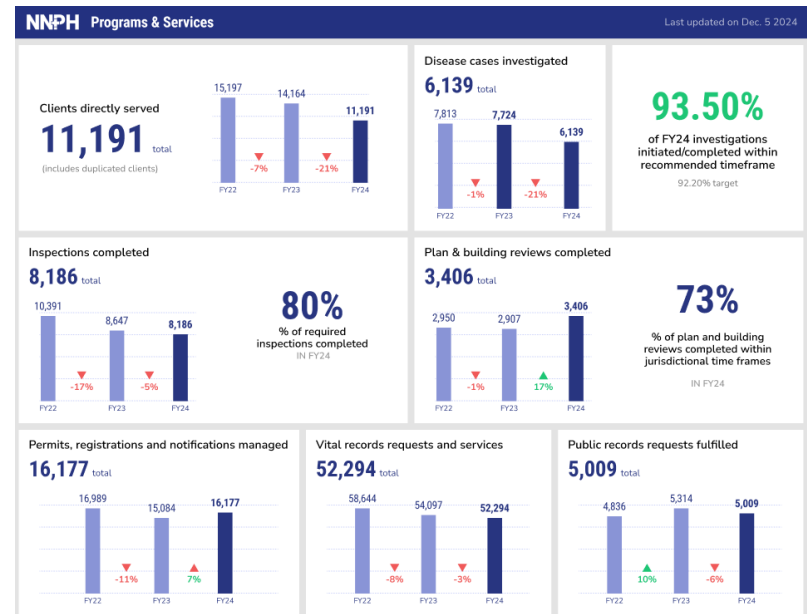 NNPH Programs & Services
Last updated on Dec. 5 2024
Clients directly served
11,191 total
(includes duplicated clients)
15,197
14,164
11,191
-7%
-21%
FY22
FY23
FY24
Disease cases investigated
6,139 total
7,813
7,724
6,139
-1%
-21%
FY22
FY23
FY24
93.50%
of FY24 investigations
initiated/completed within
recommended timeframe
92.20% target
Inspections completed
8,186 total
10,391
8,647
8,186
-17%
-5%
FY22
FY23
FY24
80%
% of required
inspections completed
IN FY24
Plan & building reviews completed
3,406 total
2,950
2,907
3,406
-1%
17%
FY22
FY23
FY24
73%
% of plan and building
reviews completed within
jurisdictional time frames
IN FY24
Permits, registrations and notifications managed
16,177 total
16,989
15,084
16,177
-11%
7%
FY22
FY23
FY24
Vital records requests and services
52,294 total
58,644
54,097
52,294
-8%
-3%
FY22
FY23
FY24
Public records requests fulfilled
5,009 total
4,836
5,314
5,009
10%
-6%
FY22
FY23
FY24